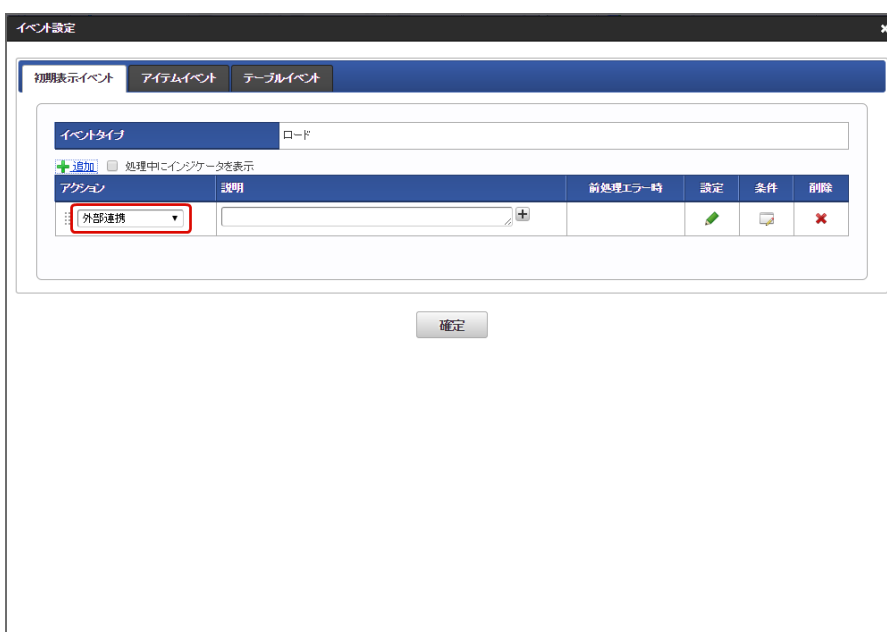 イベント設定
初期表示イベント アイテムイベント テーブルイベント
イベントタイプ ロード
追加 処理中にインジケータを表示
アクション 説明 前処理エラー時 設定 条件 削除
外部連携
確定